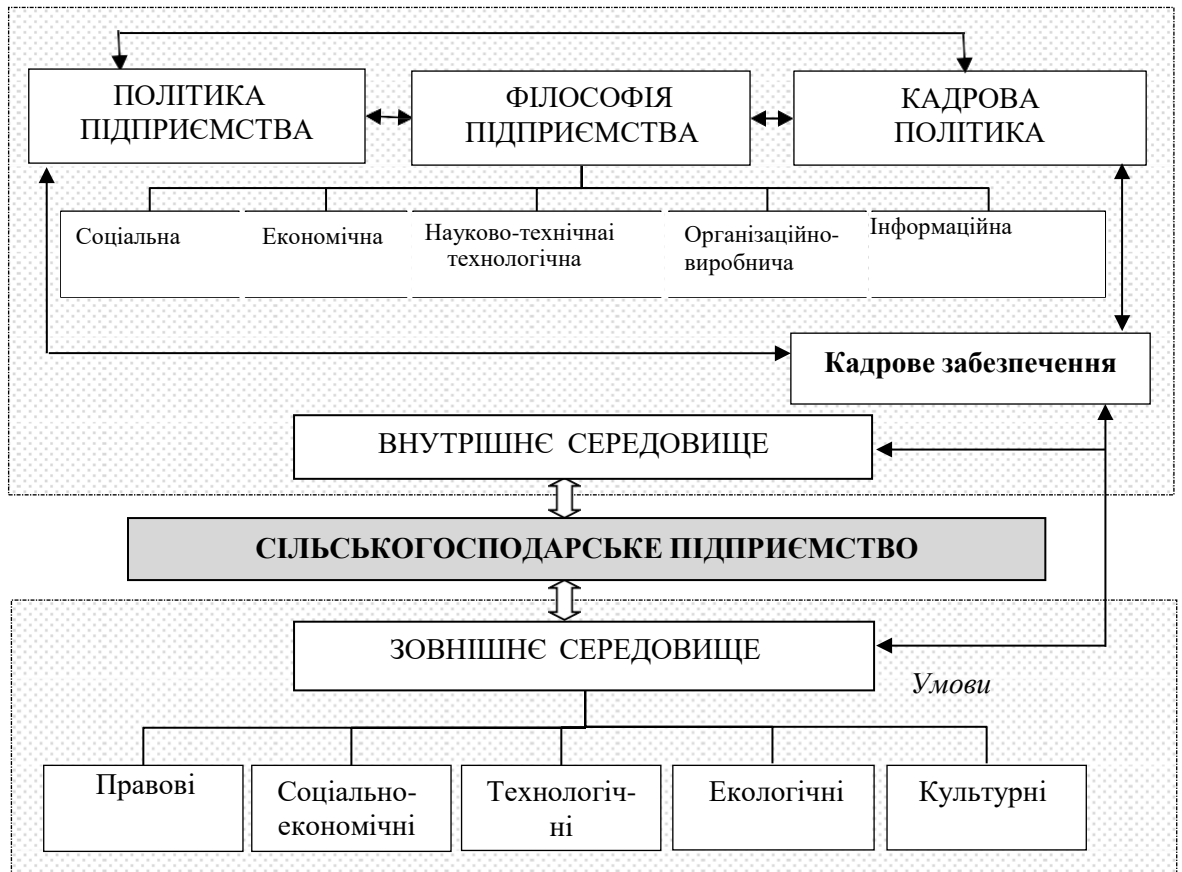 ПОЛІТИКА
ПІДПРИЄМСТВА
ФІЛОСОФІЯ
ПІДПРИЄМСТВА
КАДРОВА
ПОЛІТИКА
Соціальна
Економічна
Науково-технічнаі
технологічна
Організаційно-
виробнича
Інформаційна
Кадрове забезпечення
ВНУТРІШНЄ СЕРЕДОВИЩЕ
СІЛЬСЬКОГОСПОДАРСЬКЕ ПІДПРИЄМСТВО
ЗОВНІШНЄ СЕРЕДОВИЩЕ
Умови
Правові
Соціально-
економічні
Технологіч-
ні
Екологічні
Культурні